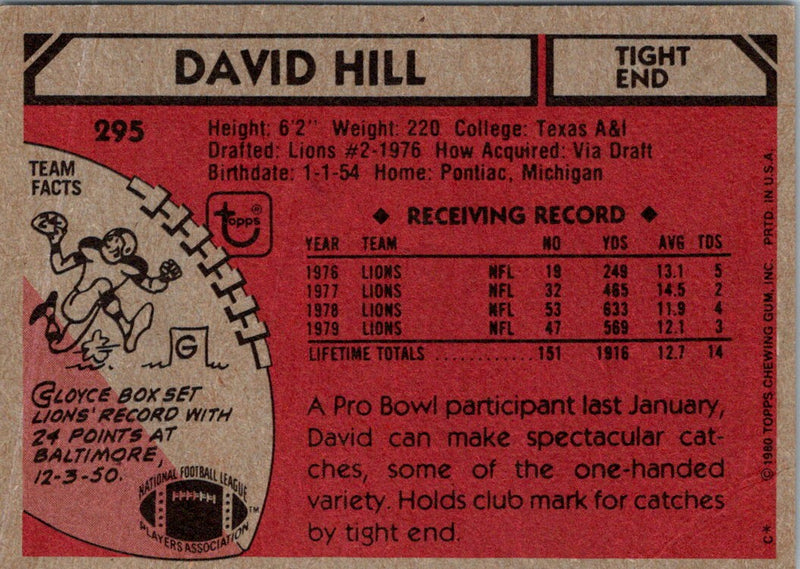 DAVID HILL
TIGHT
END
295
Height: 6'2" Weight: 220 College: Texas A&I
Drafted: Lions #2-1976 How Acquired: Via Draft
Birthdate: 1-1-54 Home: Pontiac, Michigan
TEAM
FACTS
topps®
◆ RECEIVING RECORD ◆
YEAR TEAM NO YDS AVG TDS
1976 LIONS NFL 19 249 13.1 5
1977 LIONS NFL 32 465 14.5 2
1978 LIONS NFL 53 633 11.9 4
1979 LIONS NFL 47 569 12.1 3
LIFETIME TOTALS ............ 151 1916 12.7 14
24
G
CLOYCE BOX SET
LIONS' RECORD WITH
24 POINTS AT
BALTIMORE,
12-3-50.
NATIONAL FOOTBALL LEAGUE
PLAYERS ASSOCIATION
™
A Pro Bowl participant last January,
David can make spectacular cat-
ches, some of the one-handed
variety. Holds club mark for catches
by tight end.
C* © 1980 TOPPS CHEWING GUM, INC. PRTD. IN U.S.A.